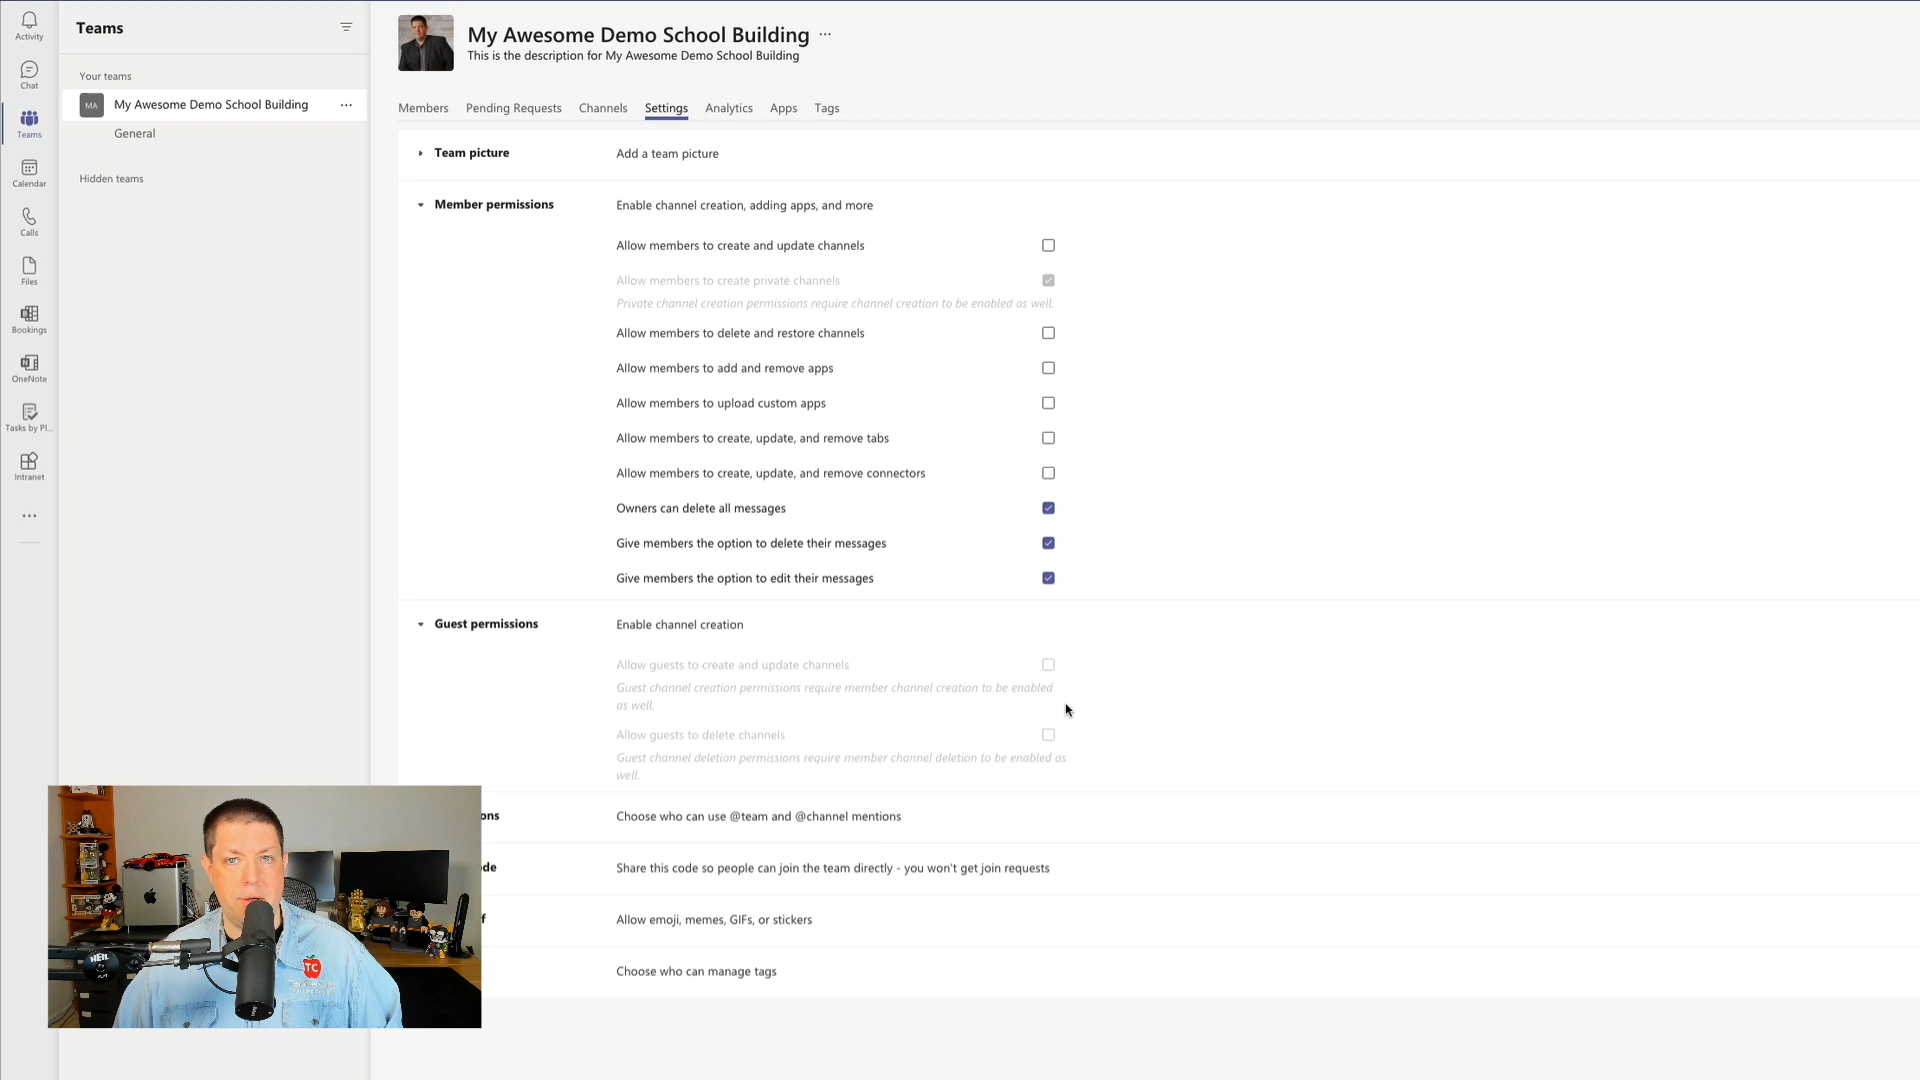 Activity
Chat
Teams
Calendar
Calls
Files
Bookings
OneNote
Tasks by Pl...
Intranet
Teams
Your teams
MA
My Awesome Demo School Building
General
Hidden teams
My Awesome Demo School Building
This is the description for My Awesome Demo School Building
Members Pending Requests Channels Settings Analytics Apps Tags
Team picture Add a team picture
Member permissions Enable channel creation, adding apps, and more
Allow members to create and update channels
Allow members to create private channels
Private channel creation permissions require channel creation to be enabled as well.
Allow members to delete and restore channels
Allow members to add and remove apps
Allow members to upload custom apps
Allow members to create, update, and remove tabs
Allow members to create, update, and remove connectors
Owners can delete all messages
Give members the option to delete their messages
Give members the option to edit their messages
Guest permissions Enable channel creation
Allow guests to create and update channels
Guest channel creation permissions require member channel creation to be enabled
as well.
Allow guests to delete channels
Guest channel deletion permissions require member channel deletion to be enabled as
well.
ons Choose who can use @team and @channel mentions
de Share this code so people can join the team directly - you won't get join requests
f Allow emoji, memes, GIFs, or stickers
Choose who can manage tags
HEIL
TC